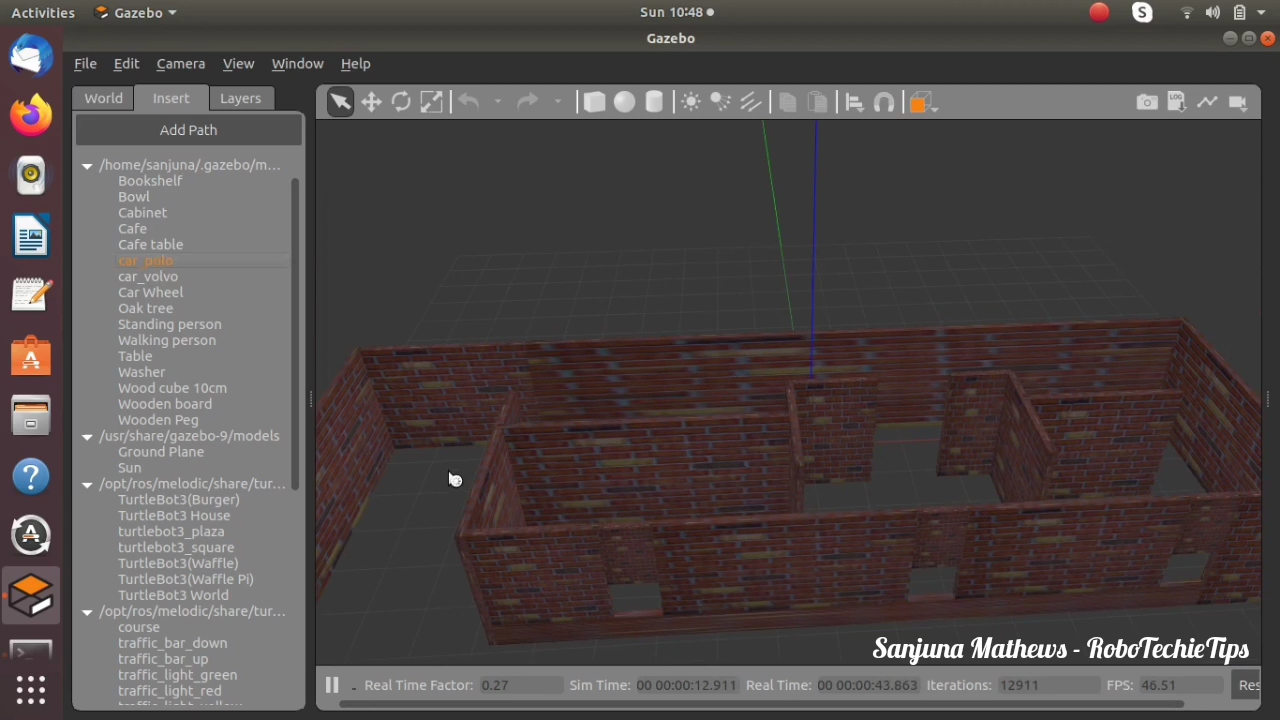 Activities
Gazebo
Sun 10:48
Gazebo
File Edit Camera View Window Help
World Insert Layers
Add Path
/home/sanjuna/.gazebo/m...
Bookshelf
Bowl
Cabinet
Cafe
Cafe table
car_polo
car_volvo
Car Wheel
Oak tree
Standing person
Walking person
Table
Washer
Wood cube 10cm
Wooden board
Wooden Peg
/usr/share/gazebo-9/models
Ground Plane
Sun
/opt/ros/melodic/share/tur...
TurtleBot3(Burger)
TurtleBot3 House
turtlebot3_plaza
turtlebot3_square
TurtleBot3(Waffle)
TurtleBot3(Waffle Pi)
TurtleBot3 World
/opt/ros/melodic/share/tur...
course
traffic_bar_down
traffic_bar_up
traffic_light_green
traffic_light_red
LOG
Sanjuna Mathews - RoboTechieTips
Real Time Factor: 0.27 Sim Time: 00 00:00:12.911 Real Time: 00 00:00:43.863 Iterations: 12911 FPS: 46.51 Res